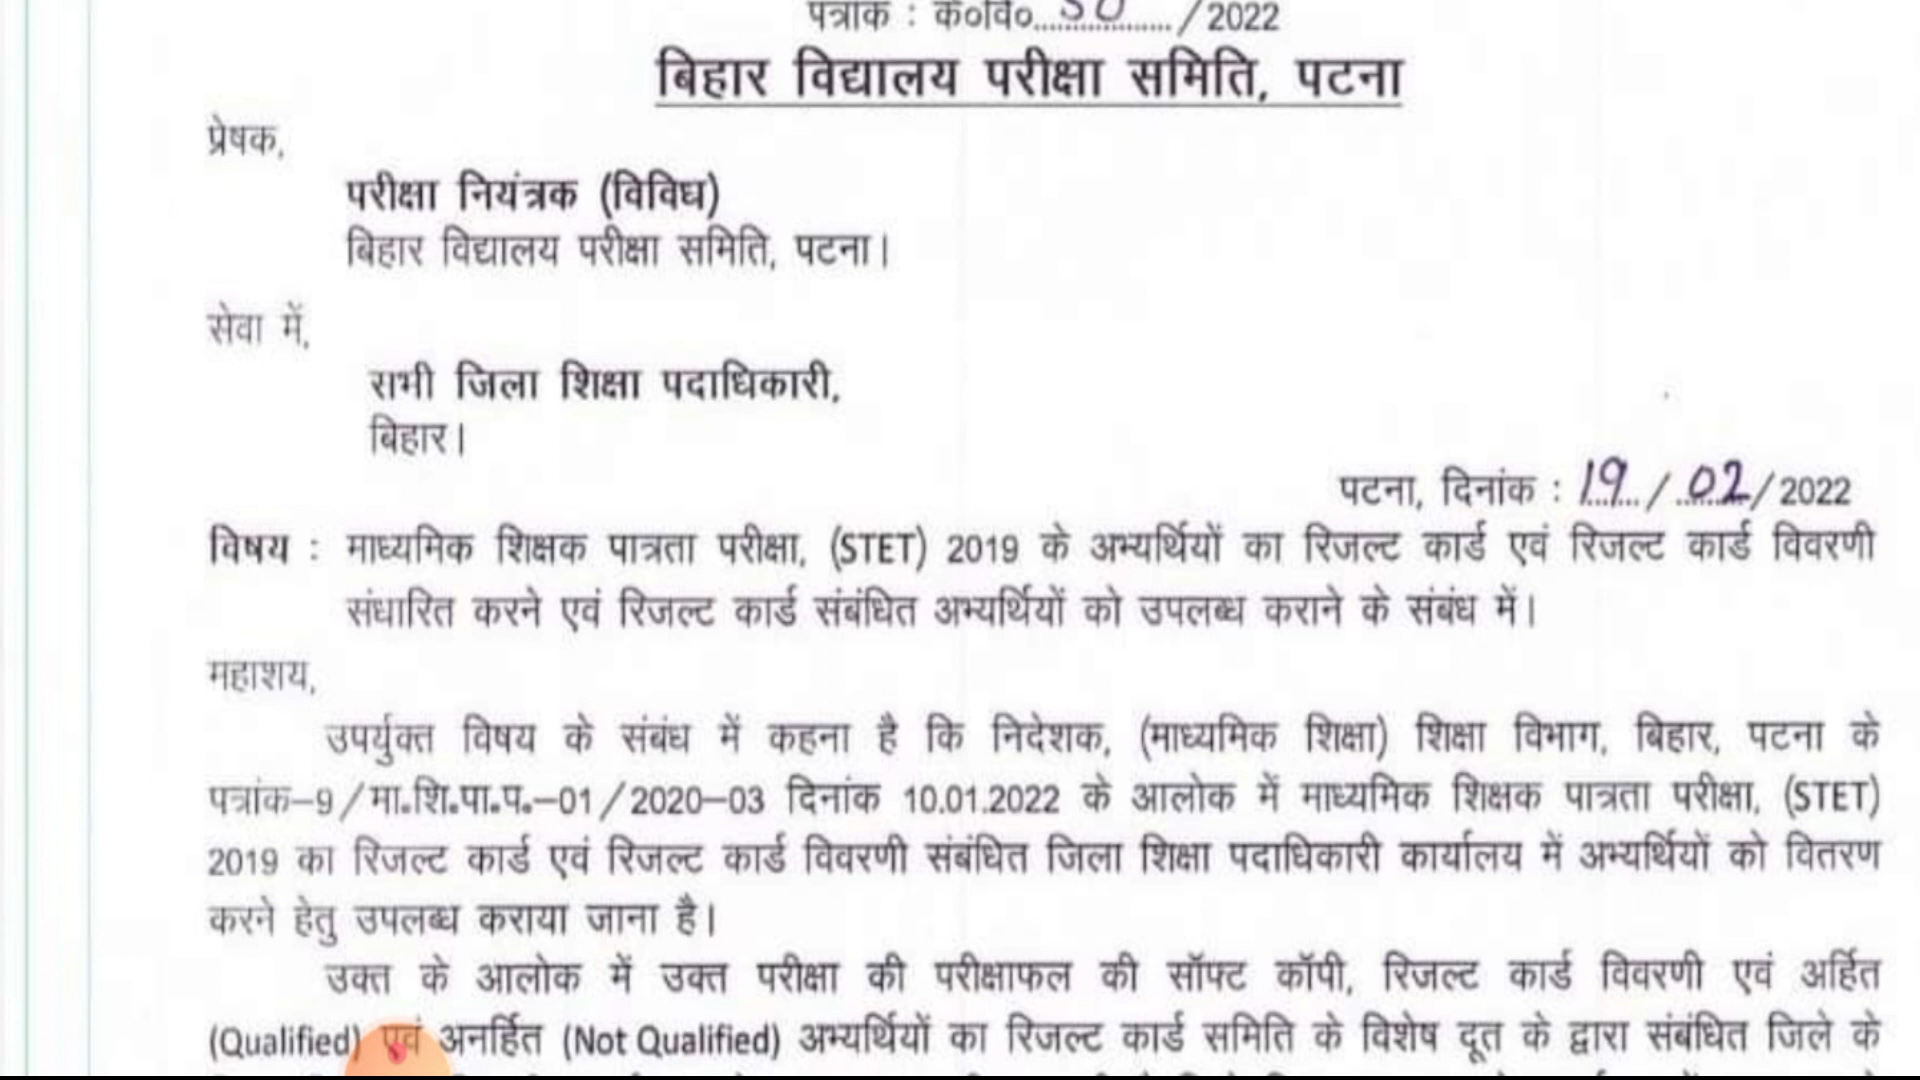 पत्रांक : के०वि०................../2022
बिहार विद्यालय परीक्षा समिति, पटना
प्रेषक,
परीक्षा नियंत्रक (विविध)
बिहार विद्यालय परीक्षा समिति, पटना।
सेवा में,
सभी जिला शिक्षा पदाधिकारी,
बिहार।
पटना, दिनांक : 19/02/2022
विषय : माध्यमिक शिक्षक पात्रता परीक्षा, (STET) 2019 के अभ्यर्थियों का रिजल्ट कार्ड एवं रिजल्ट कार्ड विवरणी
संधारित करने एवं रिजल्ट कार्ड संबंधित अभ्यर्थियों को उपलब्ध कराने के संबंध में।
महाशय,
उपर्युक्त विषय के संबंध में कहना है कि निदेशक, (माध्यमिक शिक्षा) शिक्षा विभाग, बिहार, पटना के
पत्रांक–9/मा.शि.पा.प.–01/2020–03 दिनांक 10.01.2022 के आलोक में माध्यमिक शिक्षक पात्रता परीक्षा, (STET)
2019 का रिजल्ट कार्ड एवं रिजल्ट कार्ड विवरणी संबंधित जिला शिक्षा पदाधिकारी कार्यालय में अभ्यर्थियों को वितरण
करने हेतु उपलब्ध कराया जाना है।
उक्त के आलोक में उक्त परीक्षा की परीक्षाफल की सॉफ्ट कॉपी, रिजल्ट कार्ड विवरणी एवं अर्हित
(Qualified) एवं अनर्हित (Not Qualified) अभ्यर्थियों का रिजल्ट कार्ड समिति के विशेष दूत के द्वारा संबंधित जिले के